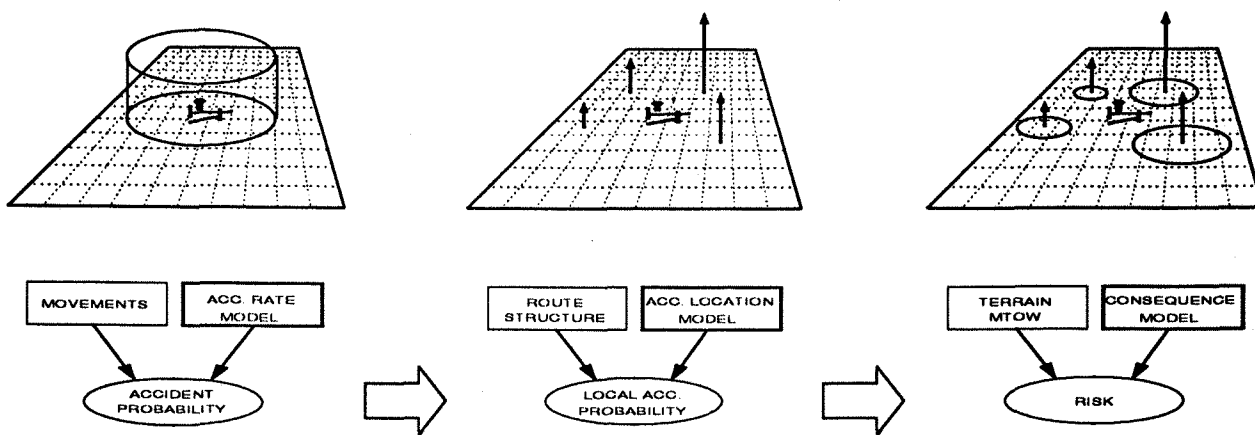 MOVEMENTS
ACC. RATE
MODEL
ACCIDENT
PROBABILITY
ROUTE
STRUCTURE
ACC. LOCATION
MODEL
LOCAL ACC.
PROBABILITY
TERRAIN
MTOW
CONSEQUENCE
MODEL
RISK